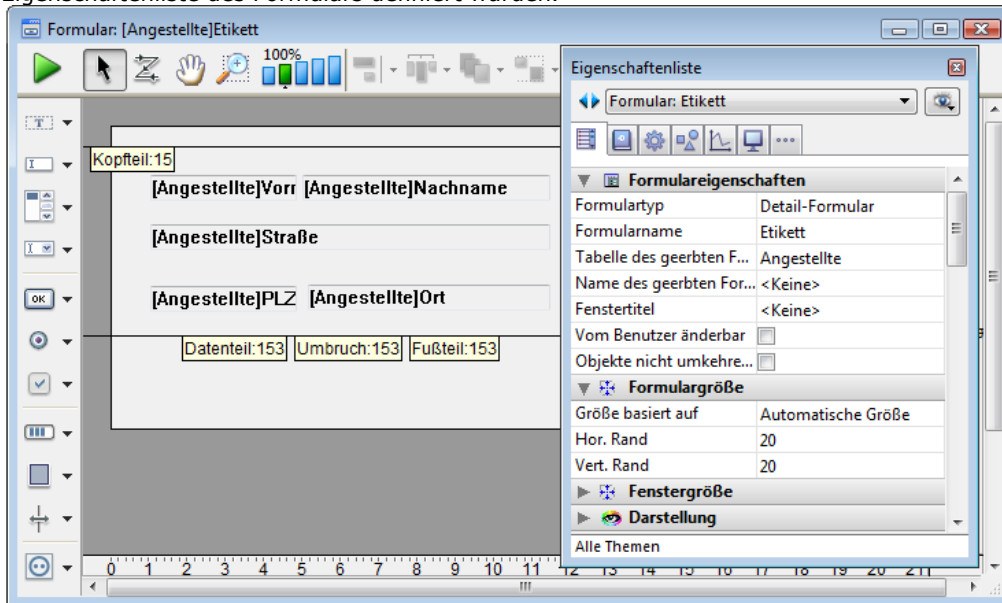 Eigenschaftenliste des Formulars definiert wurden.
Formular: [Angestellte]Etikett
100%
Kopfteil:15
[Angestellte]Vorr [Angestellte]Nachname
[Angestellte]Straße
[Angestellte]PLZ [Angestellte]Ort
Datenteil:153 Umbruch:153 Fußteil:153
OK
0 1 2 3 4 5 6 7 8 9 10 11 12 13 14 15 16 17 18 19 20 21
Eigenschaftenliste
Formular: Etikett
Formulareigenschaften
Formulartyp Detail-Formular
Formularname Etikett
Tabelle des geerbten F... Angestellte
Name des geerbten For... <Keine>
Fenstertitel <Keine>
Vom Benutzer änderbar
Objekte nicht umkehre...
Formulargröße
Größe basiert auf Automatische Größe
Hor. Rand 20
Vert. Rand 20
Fenstergröße
Darstellung
Alle Themen